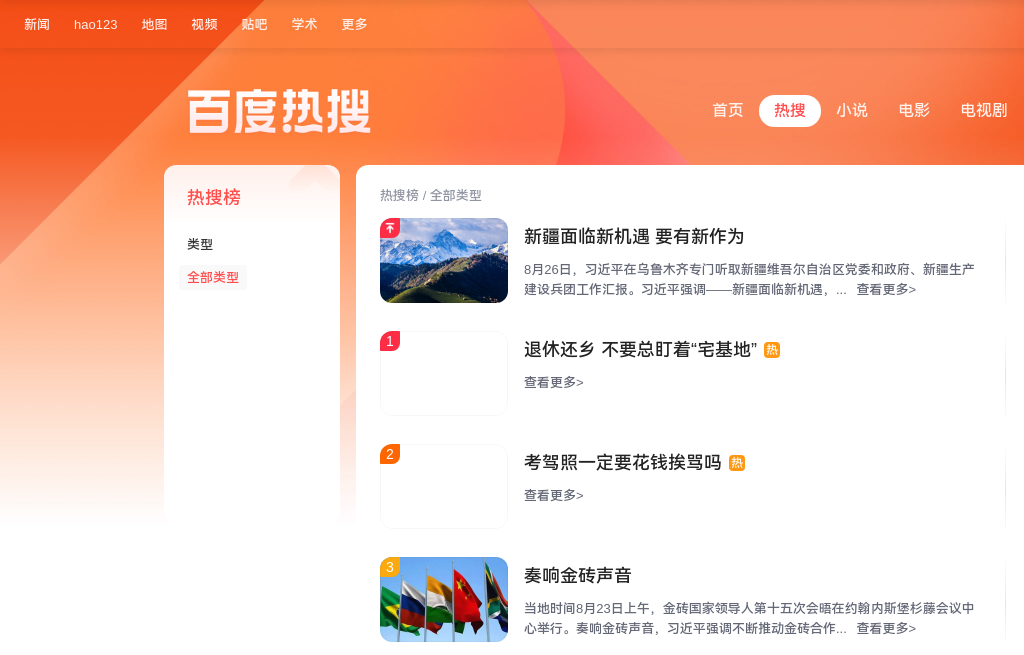 新闻 hao123 地图 视频 贴吧 学术 更多
百度热搜
首页 热搜 小说 电影 电视剧
热搜榜
类型
全部类型
热搜榜 / 全部类型
新疆面临新机遇 要有新作为
8月26日，习近平在乌鲁木齐专门听取新疆维吾尔自治区党委和政府、新疆生产
建设兵团工作汇报。习近平强调——新疆面临新机遇，... 查看更多>
1
退休还乡 不要总盯着“宅基地” 热
查看更多>
2
考驾照一定要花钱挨骂吗 热
查看更多>
3
奏响金砖声音
当地时间8月23日上午，金砖国家领导人第十五次会晤在约翰内斯堡杉藤会议中
心举行。奏响金砖声音，习近平强调不断推动金砖合作... 查看更多>